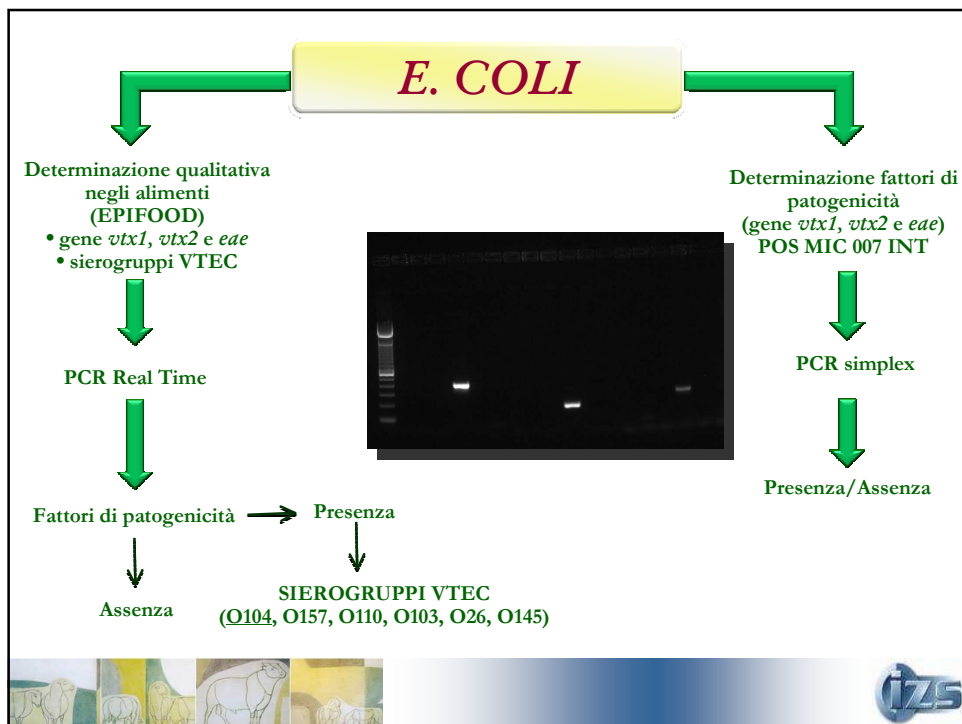 E. COLI
Determinazione qualitativa
negli alimenti
(EPIFOOD)
• gene vtx1, vtx2 e eae
• sierogruppi VTEC
PCR Real Time
Fattori di patogenicità
Presenza
Assenza
SIEROGRUPPI VTEC
(O104, O157, O110, O103, O26, O145)
Determinazione fattori di
patogenicità
(gene vtx1, vtx2 e eae)
POS MIC 007 INT
PCR simplex
Presenza/Assenza
izs